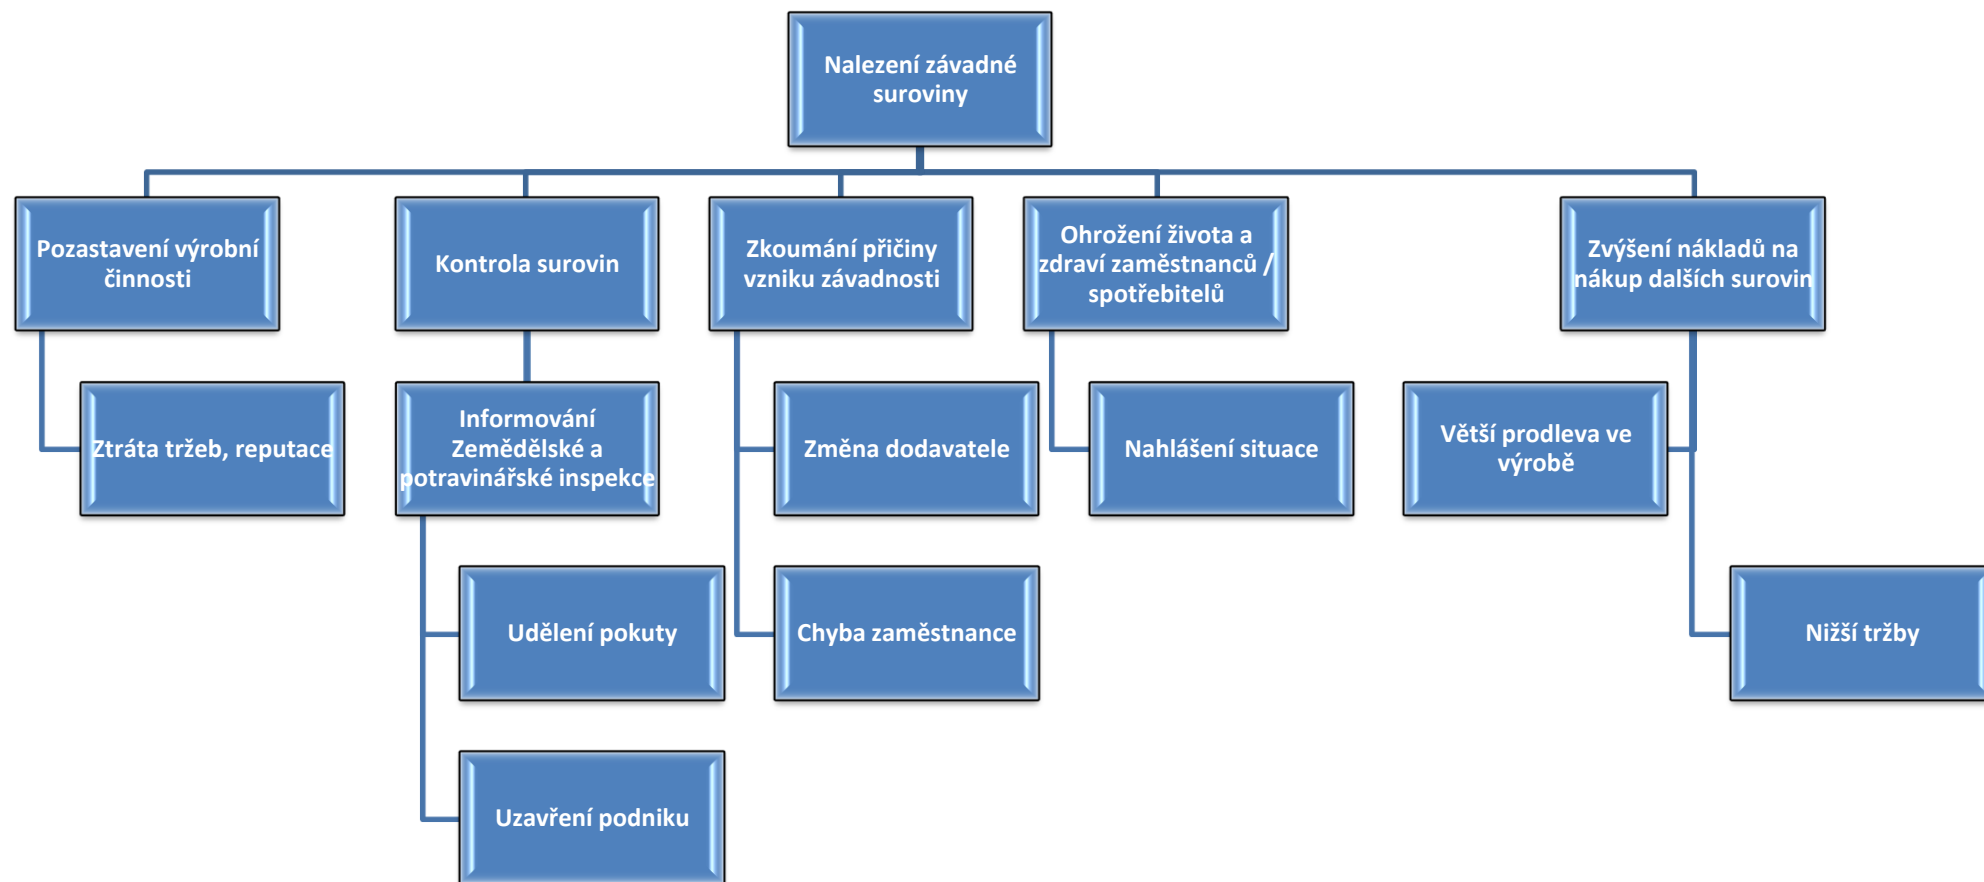 Nalezení závadné
suroviny
Pozastavení výrobní
činnosti
Kontrola surovin
Zkoumání přičiny
vzniku závadnosti
Ohrožení života a
zdraví zaměstnanců /
spotřebitelů
Zvýšení nákladů na
nákup dalších surovin
Ztráta tržeb, reputace
Informování
Zemědělské a
potravinářské inspekce
Změna dodavatele
Nahlášení situace
Větší prodleva ve
výrobě
Udělení pokuty
Chyba zaměstnance
Nižší tržby
Uzavření podniku